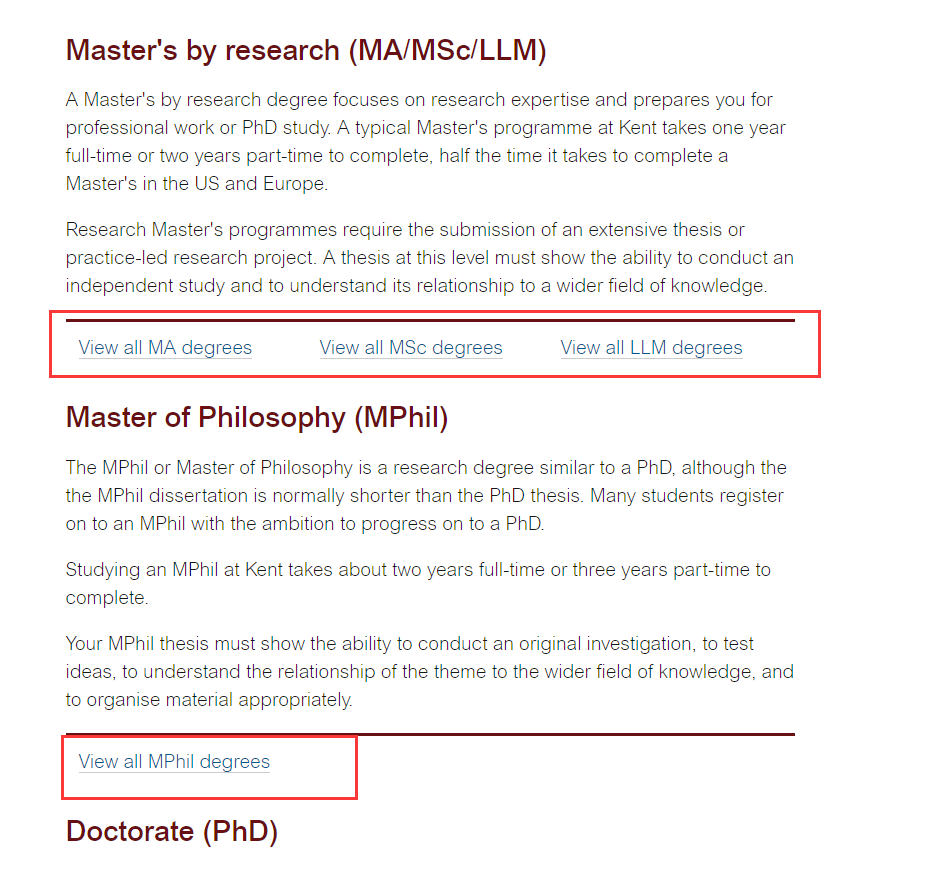 Master's by research (MA/MSc/LLM)
A Master's by research degree focuses on research expertise and prepares you for
professional work or PhD study. A typical Master's programme at Kent takes one year
full-time or two years part-time to complete, half the time it takes to complete a
Master's in the US and Europe.
Research Master's programmes require the submission of an extensive thesis or
practice-led research project. A thesis at this level must show the ability to conduct an
independent study and to understand its relationship to a wider field of knowledge.
View all MA degrees View all MSc degrees View all LLM degrees
Master of Philosophy (MPhil)
The MPhil or Master of Philosophy is a research degree similar to a PhD, although the
the MPhil dissertation is normally shorter than the PhD thesis. Many students register
on to an MPhil with the ambition to progress on to a PhD.
Studying an MPhil at Kent takes about two years full-time or three years part-time to
complete.
Your MPhil thesis must show the ability to conduct an original investigation, to test
ideas, to understand the relationship of the theme to the wider field of knowledge, and
to organise material appropriately.
View all MPhil degrees
Doctorate (PhD)